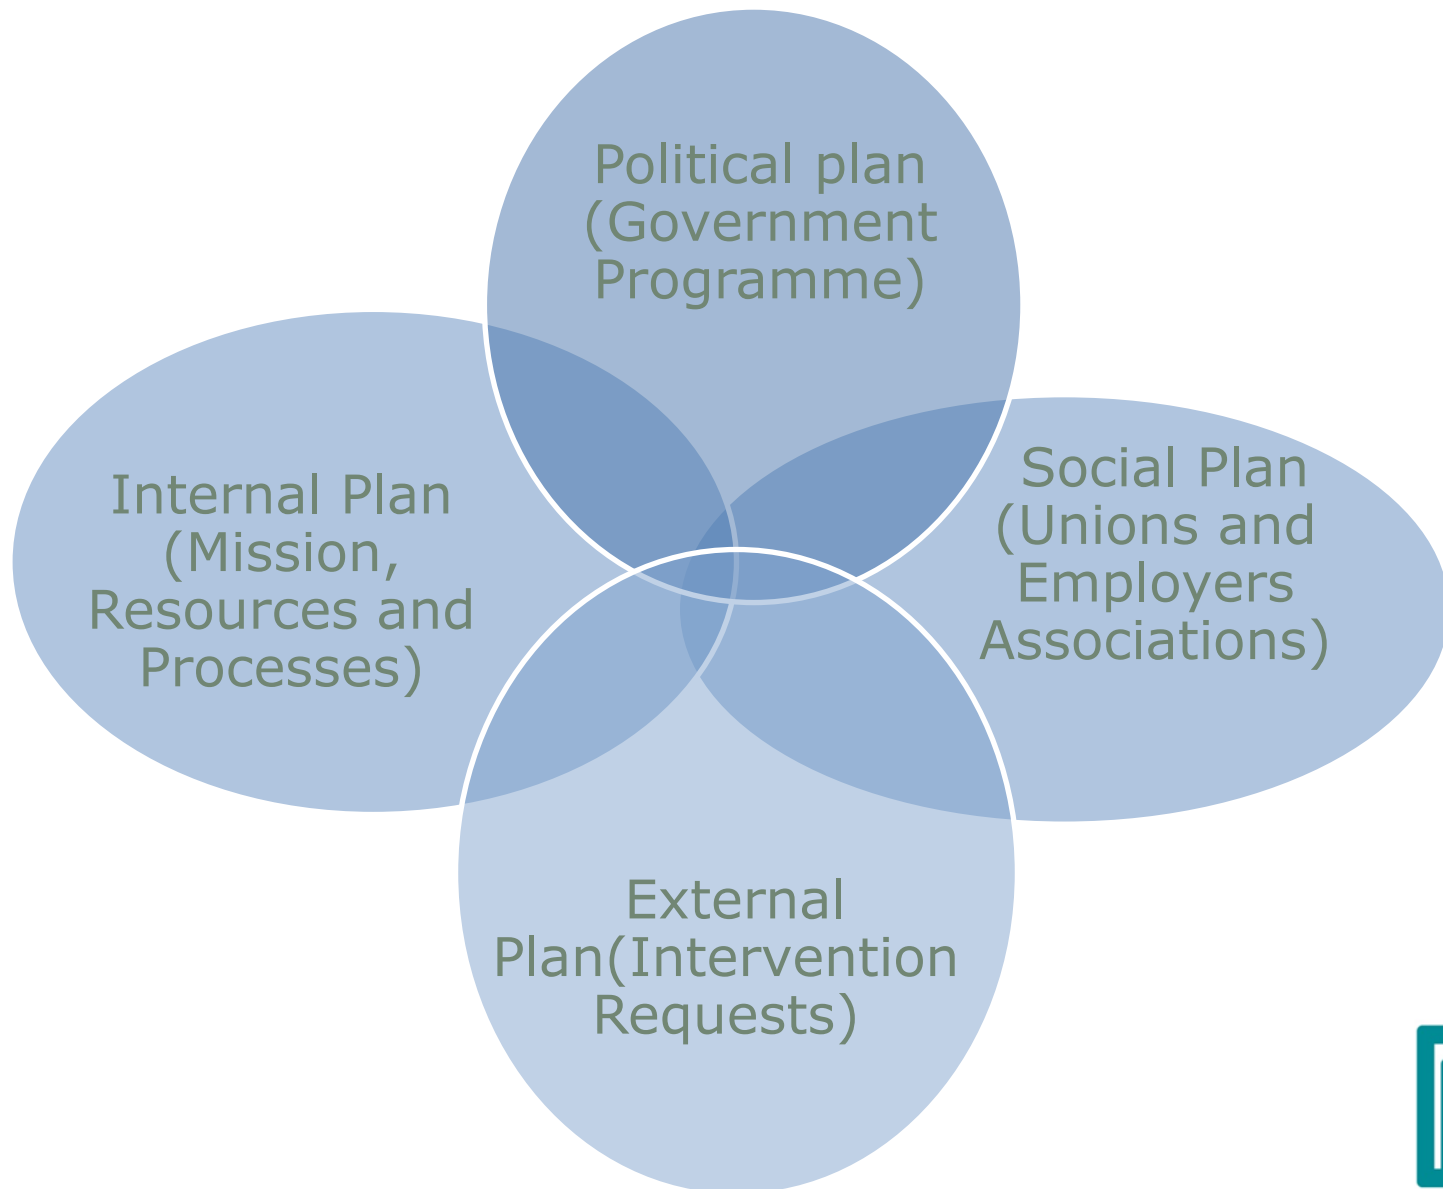 Political plan
(Government
Programme)
Internal Plan
(Mission,
Resources and
Processes)
Social Plan
(Unions and
Employers
Associations)
External
Plan(Intervention
Requests)